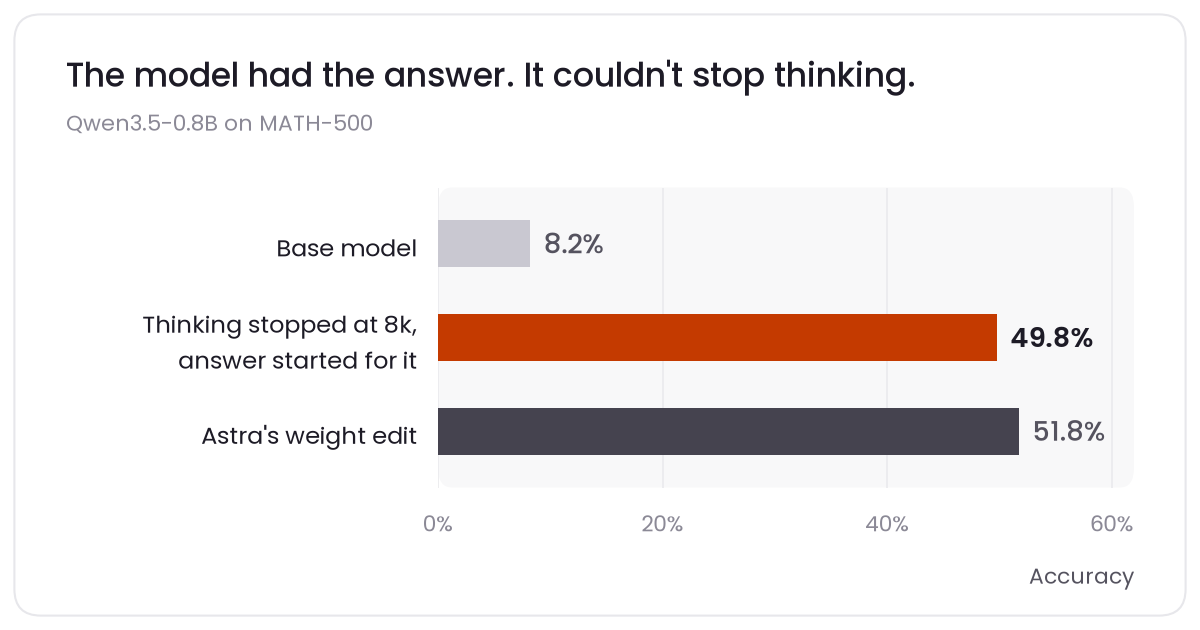 The model had the answer. It couldn't stop thinking.
Qwen3.5-0.8B on MATH-500
Base model
8.2%
Thinking stopped at 8k,
answer started for it
49.8%
Astra's weight edit
51.8%
0%
20%
40%
60%
Accuracy